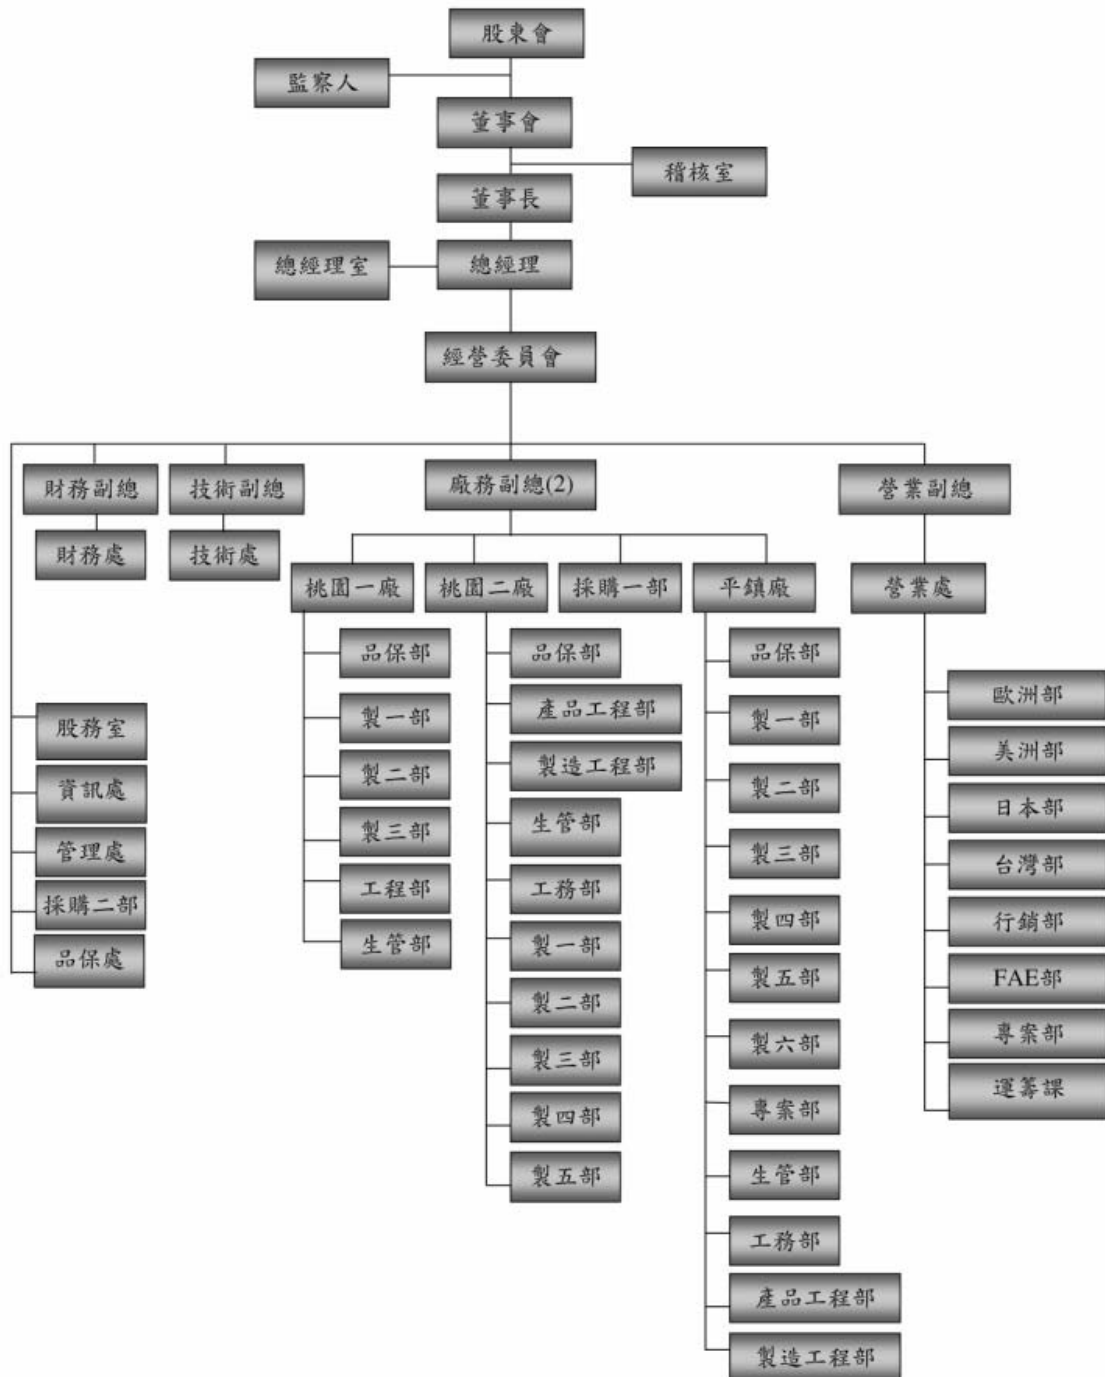 股東會
監察人
董事會
稽核室
董事長
總經理室
總經理
經營委員會
財務副總
技術副總
廠務副總(2)
營業副總
財務處
技術處
桃園一廠
桃園二廠
採購一部
平鎮廠
營業處
股務室
資訊處
管理處
採購二部
品保處
品保部
製一部
製二部
製三部
工程部
生管部
品保部
產品工程部
製造工程部
生管部
工務部
製一部
製二部
製三部
製四部
製五部
品保部
製一部
製二部
製三部
製四部
製五部
製六部
專案部
生管部
工務部
產品工程部
製造工程部
歐洲部
美洲部
日本部
台灣部
行銷部
FAE部
專案部
運籌課